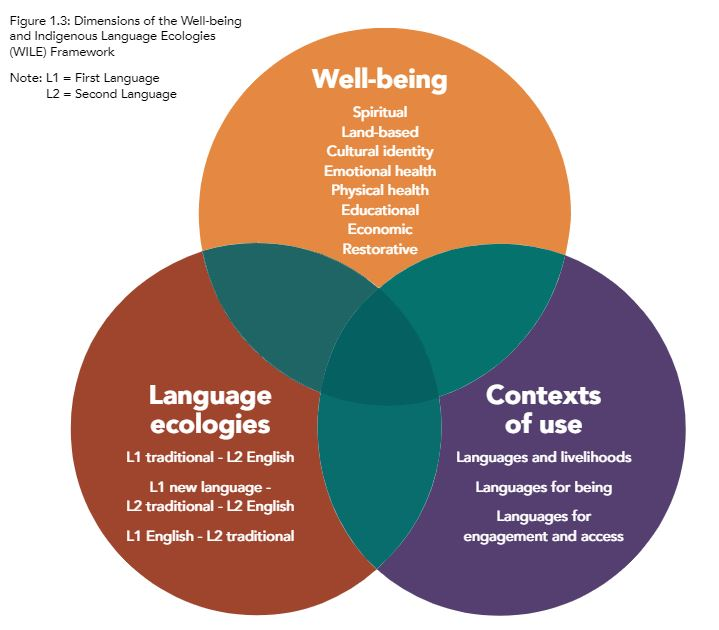 Figure 1.3: Dimensions of the Well-being
and Indigenous Language Ecologies
(WILE) Framework
Note: L1 = First Language
L2 = Second Language
Well-being
Spiritual
Land-based
Cultural identity
Emotional health
Physical health
Educational
Economic
Restorative
Language
ecologies
L1 traditional - L2 English
L1 new language -
L2 traditional - L2 English
L1 English - L2 traditional
Contexts
of use
Languages and livelihoods
Languages for being
Languages for
engagement and access